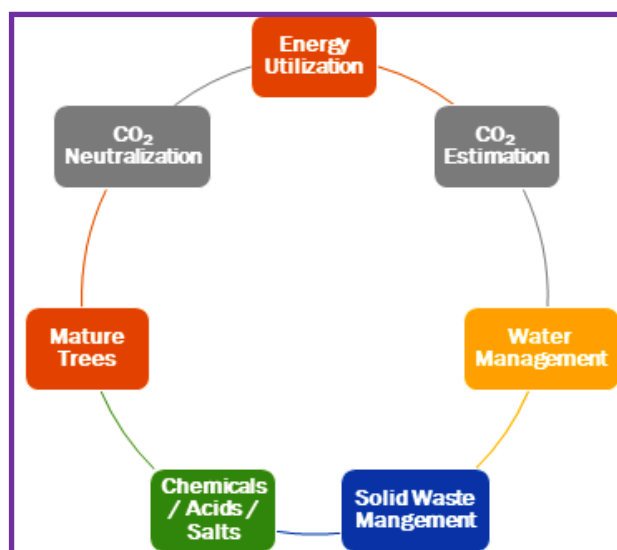 Energy
Utilization
CO₂
Estimation
Water
Management
Solid Waste
Mangement
Chemicals
/ Acids /
Salts
Mature
Trees
CO₂
Neutralization